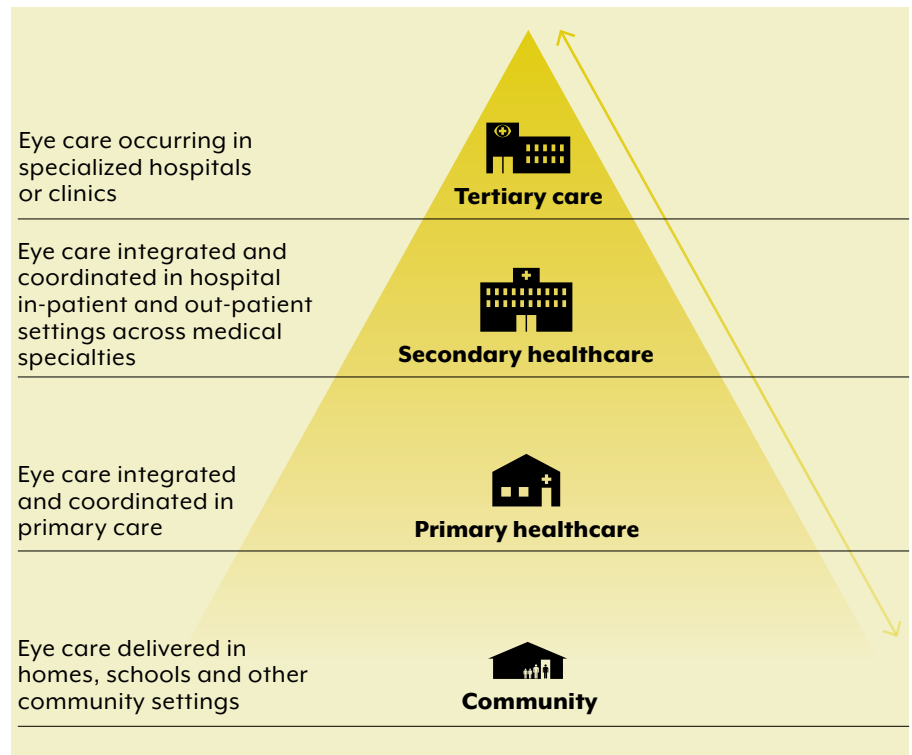 Eye care occurring in
specialized hospitals
or clinics
Tertiary care
Eye care integrated and
coordinated in hospital
in-patient and out-patient
settings across medical
specialties
Secondary healthcare
Eye care integrated
and coordinated in
primary care
Primary healthcare
Eye care delivered in
homes, schools and other
community settings
Community